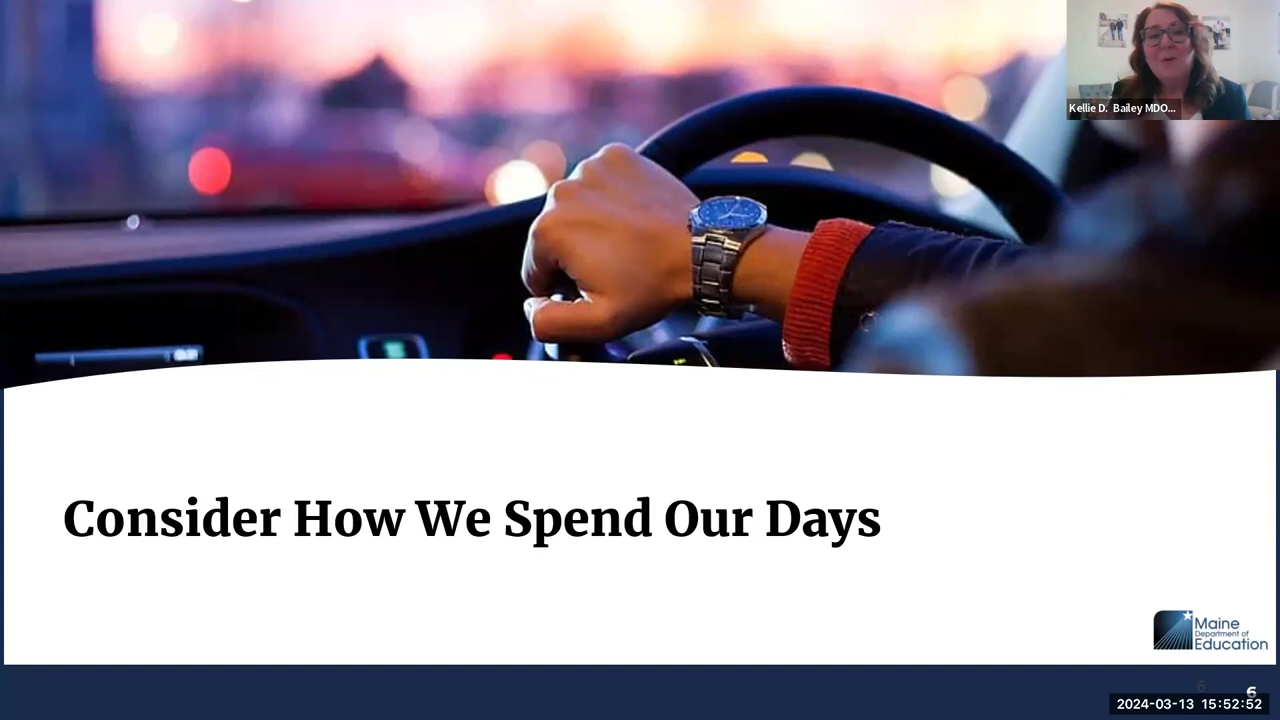 Kellie D. Bailey MDO...
Consider How We Spend Our Days
Maine
Department of
Education
6
6
2024-03-13 15:52:52